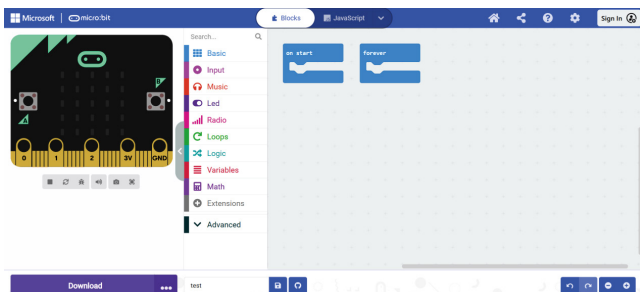 Microsoft micro:bit Blocks JavaScript Sign In
Search...
Basic
Input
Music
Led
Radio
Loops
Logic
Variables
Math
Extensions
Advanced
on start
forever
B
A
0 1 2 3V GND
Download ... test